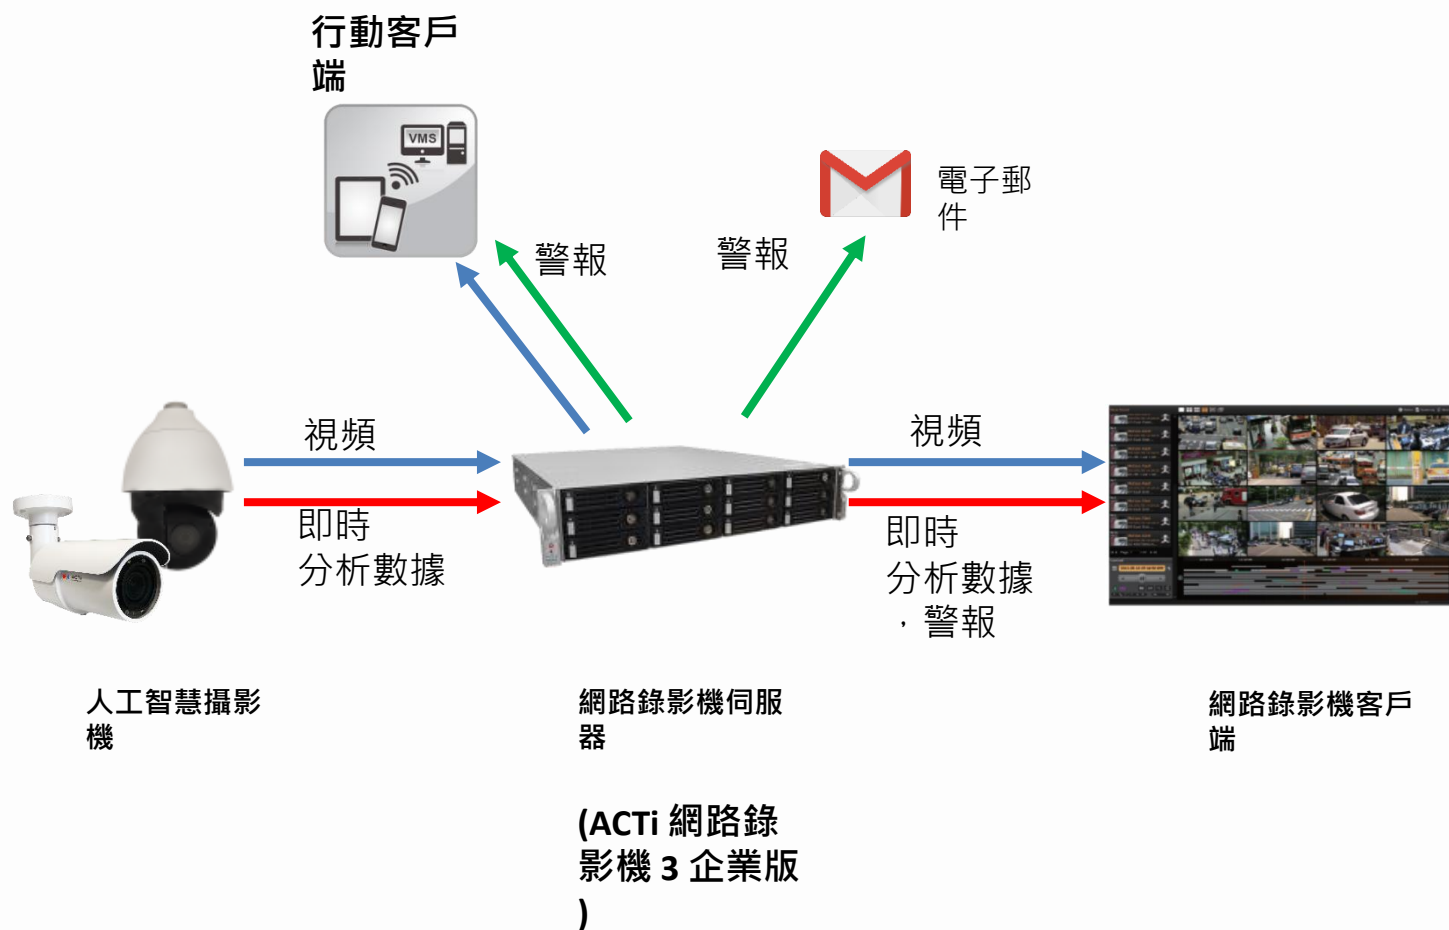 行動客戶
端
VMS
電子郵
件
警報
警報
視頻
即時
分析數據
視頻
即時
分析數據
，警報
人工智慧攝影
機
網路錄影機伺服
器
(ACTi 網路錄
影機 3 企業版
)
網路錄影機客戶
端